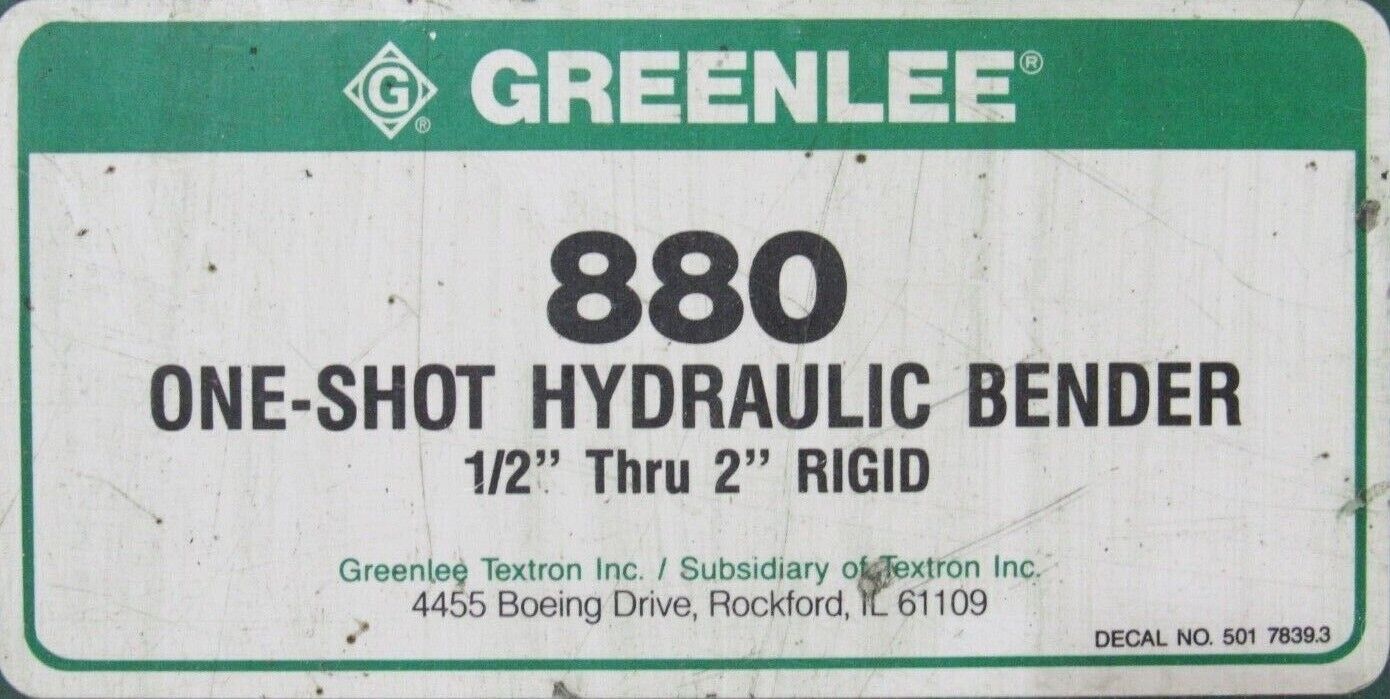 G® GREENLEE®
880
ONE-SHOT HYDRAULIC BENDER
1/2” Thru 2” RIGID
Greenlee Textron Inc. / Subsidiary of Textron Inc.
4455 Boeing Drive, Rockford, IL 61109
DECAL NO. 501 7839.3